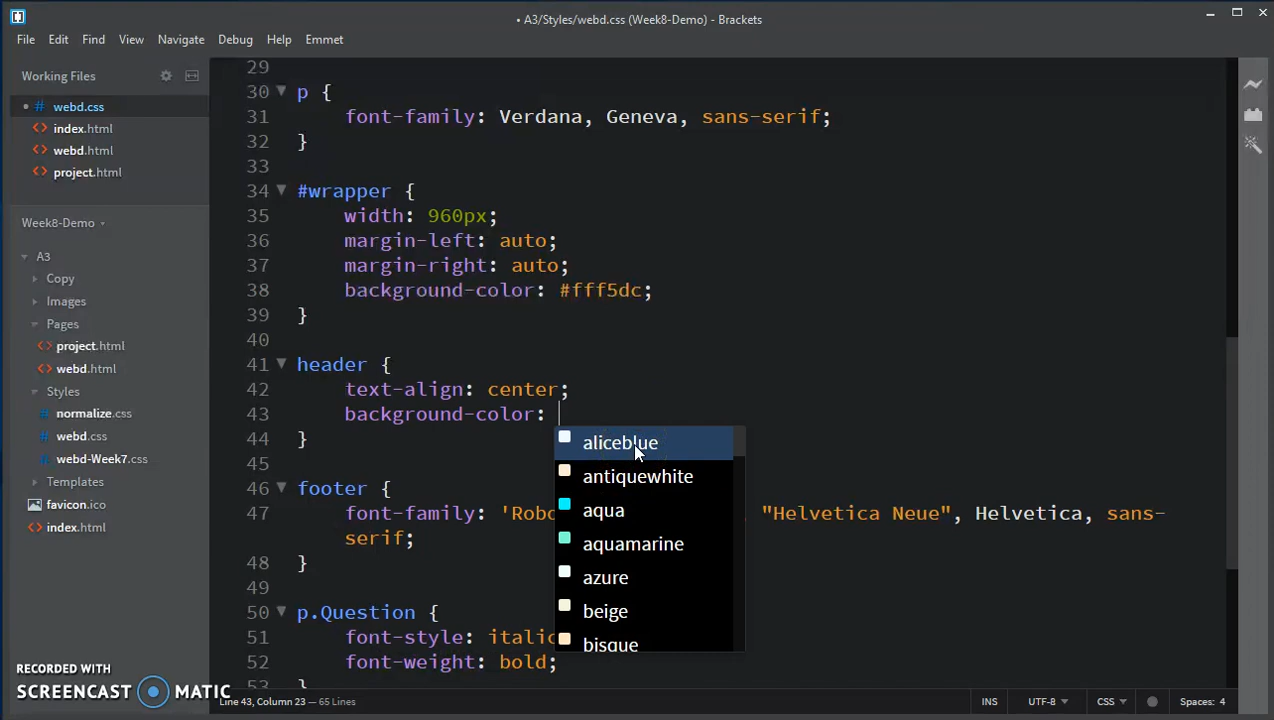 • A3/Styles/webd.css (Week8-Demo) - Brackets
File Edit Find View Navigate Debug Help Emmet
Working Files
• # webd.css
<> index.html
<> webd.html
<> project.html
Week8-Demo
A3
Copy
Images
Pages
<> project.html
<> webd.html
Styles
# normalize.css
# webd.css
# webd-Week7.css
Templates
favicon.ico
<> index.html
29
30 p {
31 font-family: Verdana, Geneva, sans-serif;
32 }
33
34 #wrapper {
35 width: 960px;
36 margin-left: auto;
37 margin-right: auto;
38 background-color: #fff5dc;
39 }
40
41 header {
42 text-align: center;
43 background-color:
44 }
45
46 footer {
47 font-family: 'Robo "Helvetica Neue", Helvetica, sans-
serif;
48 }
49
50 p.Question {
51 font-style: italic
52 font-weight: bold;
53 }
aliceblue
antiquewhite
aqua
aquamarine
azure
beige
bisque
RECORDED WITH
SCREENCAST MATIC
Line 43, Column 23 — 65 Lines
INS UTF-8 CSS Spaces: 4